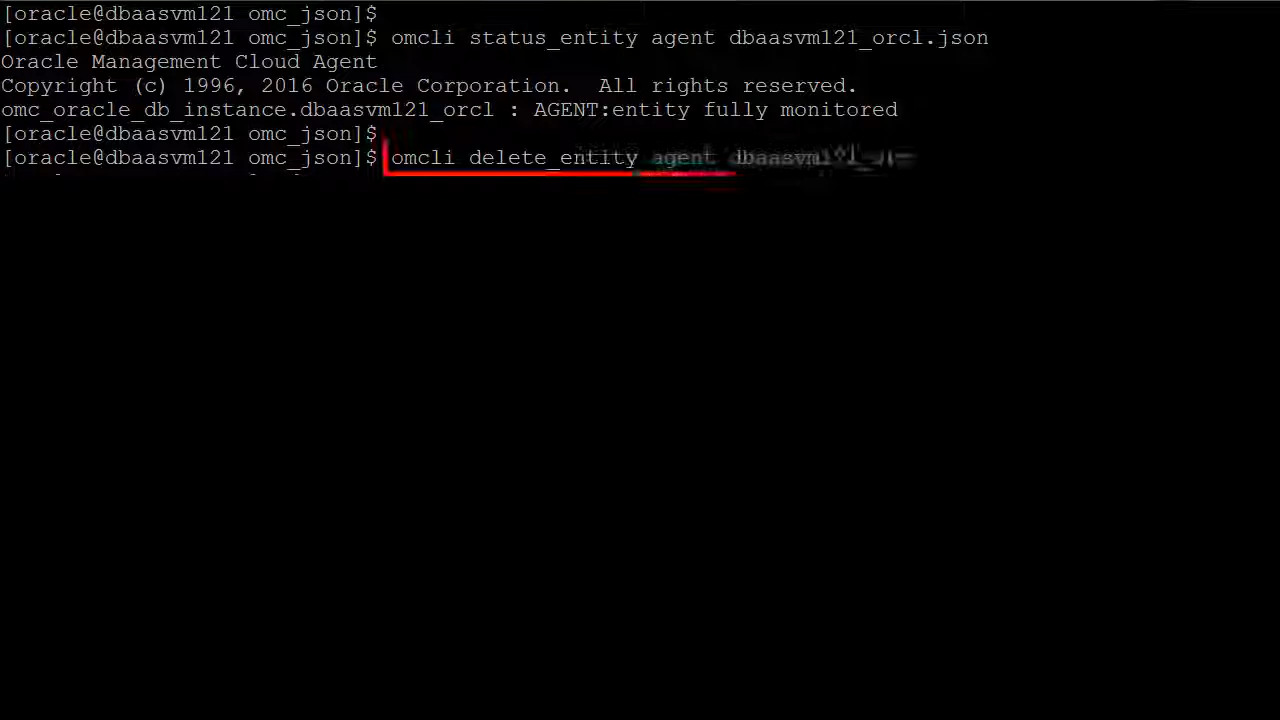 [oracle@dbaasvm121 omc_json]$
[oracle@dbaasvm121 omc_json]$ omcli status_entity agent dbaasvm121_orcl.json
Oracle Management Cloud Agent
Copyright (c) 1996, 2016 Oracle Corporation.  All rights reserved.
omc_oracle_db_instance.dbaasvm121_orcl : AGENT:entity fully monitored
[oracle@dbaasvm121 omc_json]$
[oracle@dbaasvm121 omc_json]$ omcli delete_entity agent